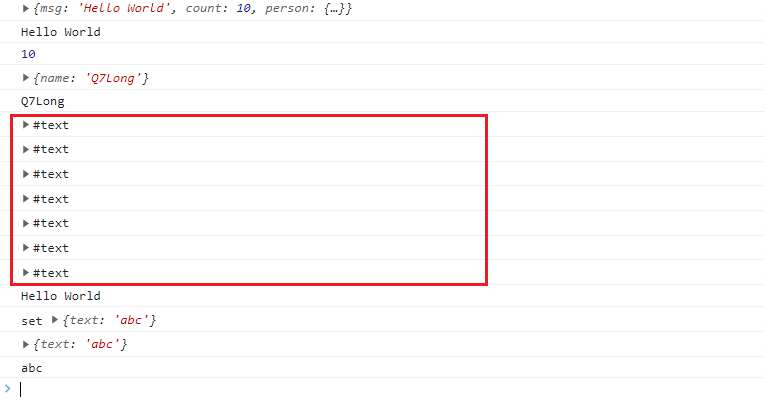 {msg: 'Hello World', count: 10, person: {…}}
Hello World
10
{name: 'Q7Long'}
Q7Long
#text
#text
#text
#text
#text
#text
#text
Hello World
set {text: 'abc'}
{text: 'abc'}
abc